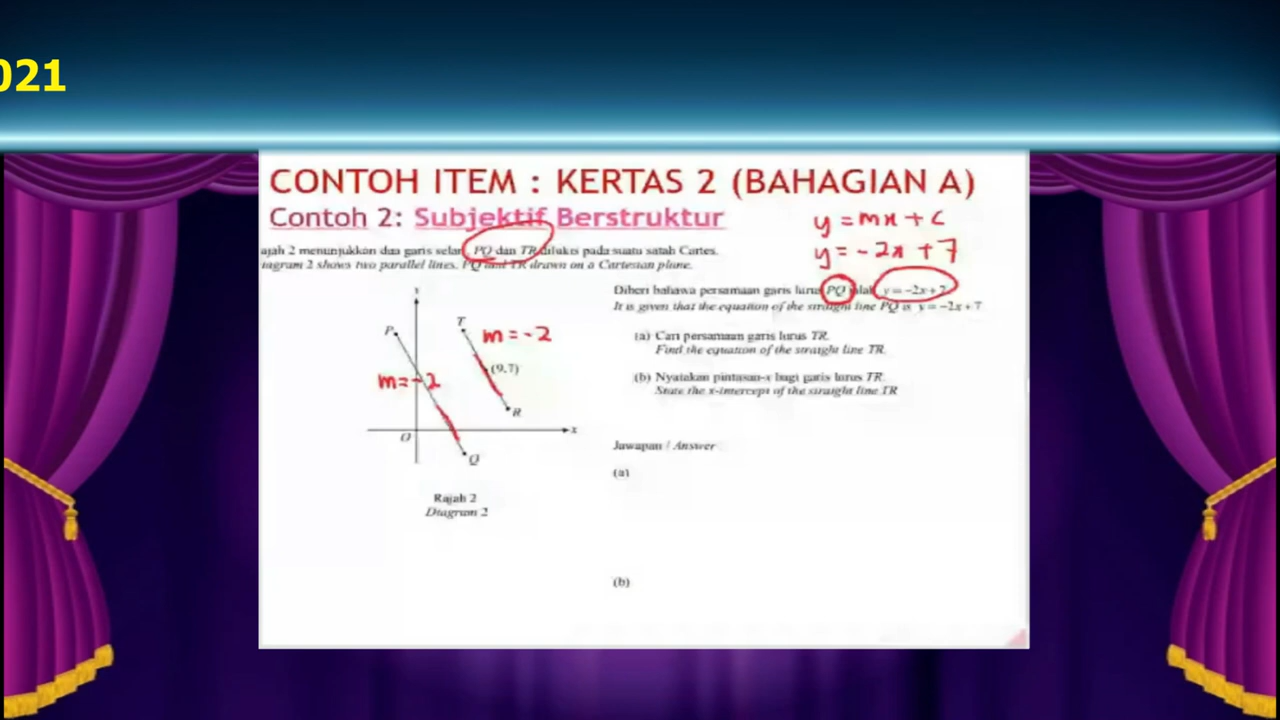 021
CONTOH ITEM : KERTAS 2 (BAHAGIAN A)
Contoh 2: Subjektif Berstruktur
y = mx + c
y = -2x + 7
ajah 2 menunjukkan dua garis selari, PQ dan TR dilukis pada suatu satah Cartes.
iagram 2 shows two parallel lines, PQ and TR drawn on a Cartesian plane.
Diberi bahawa persamaan garis lurus PQ ialah y = -2x + 7
It is given that the equation of the straight line PQ is y = -2x + 7
(a) Cari persamaan garis lurus TR.
Find the equation of the straight line TR.
(b) Nyatakan pintasan-x bagi garis lurus TR.
State the x-intercept of the straight line TR
Jawapan / Answer
(a)
(b)
y
P
T
m = -2
(9,7)
m = -2
R
O
x
Q
Rajah 2
Diagram 2